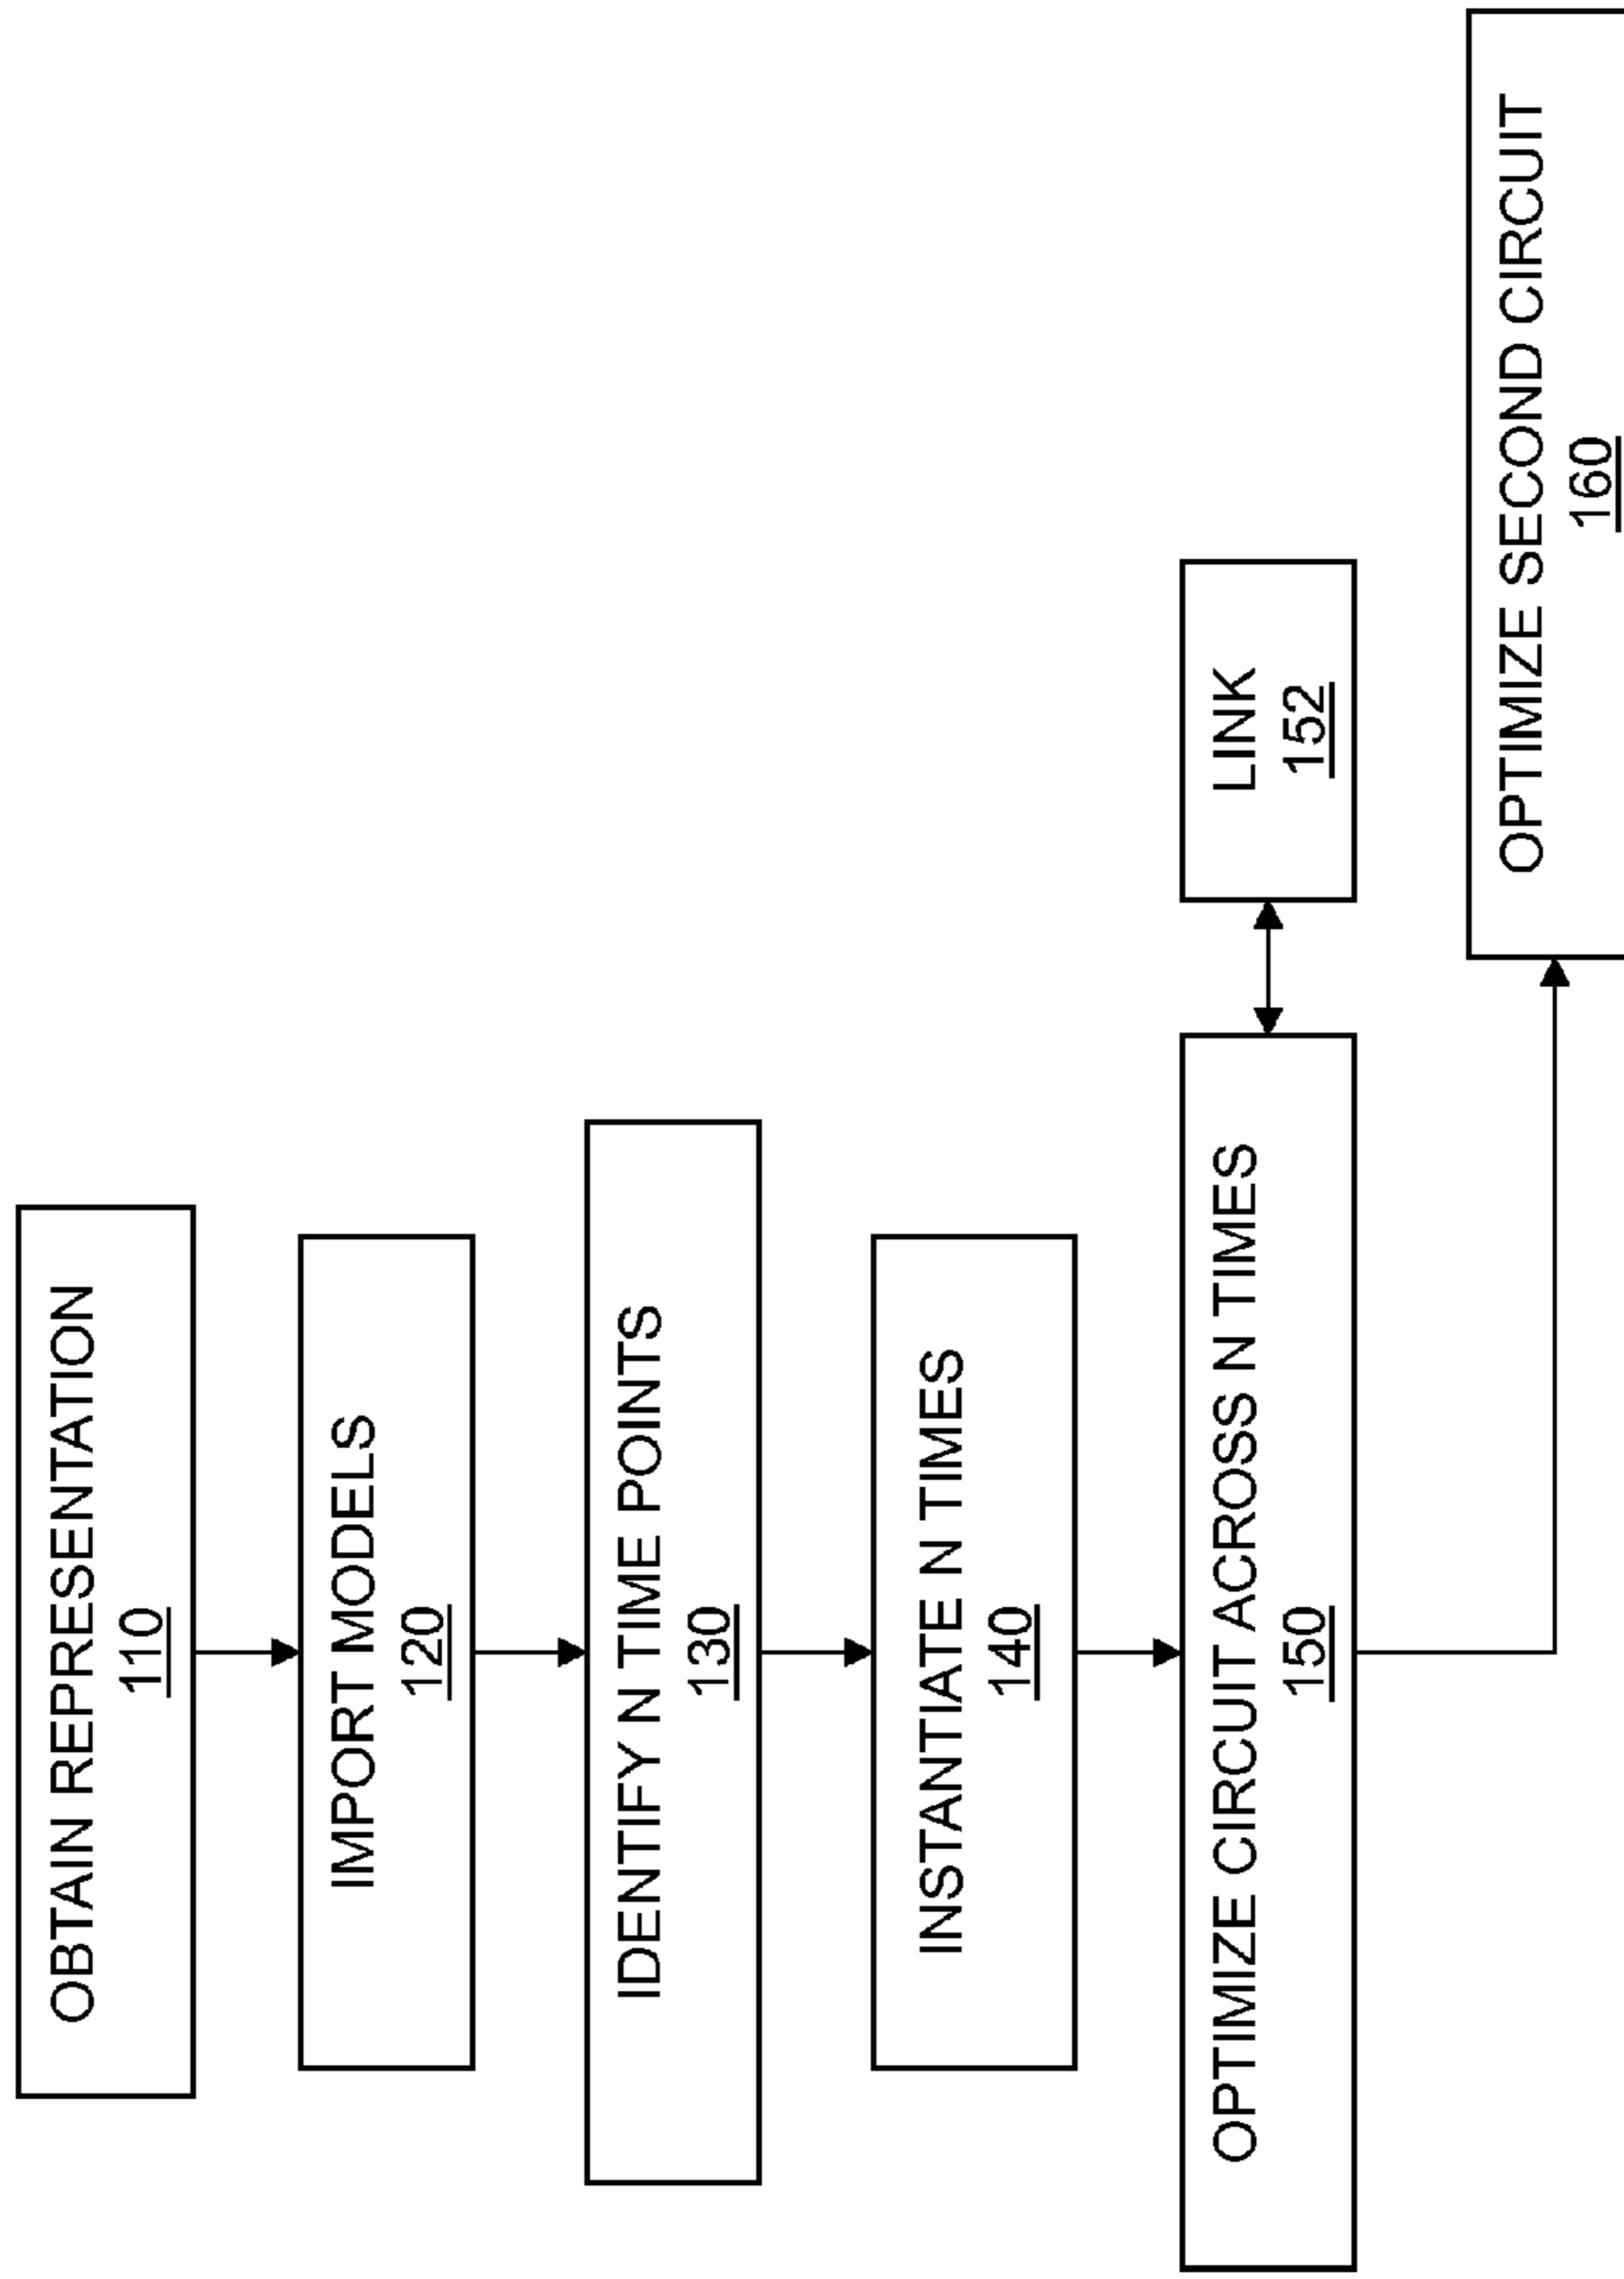 OBTAIN REPRESENTATION
110
IMPORT MODELS
120
IDENTIFY N TIME POINTS
130
INSTANTIATE N TIMES
140
OPTIMIZE CIRCUIT ACROSS N TIMES
150
LINK
152
OPTIMIZE SECOND CIRCUIT
160